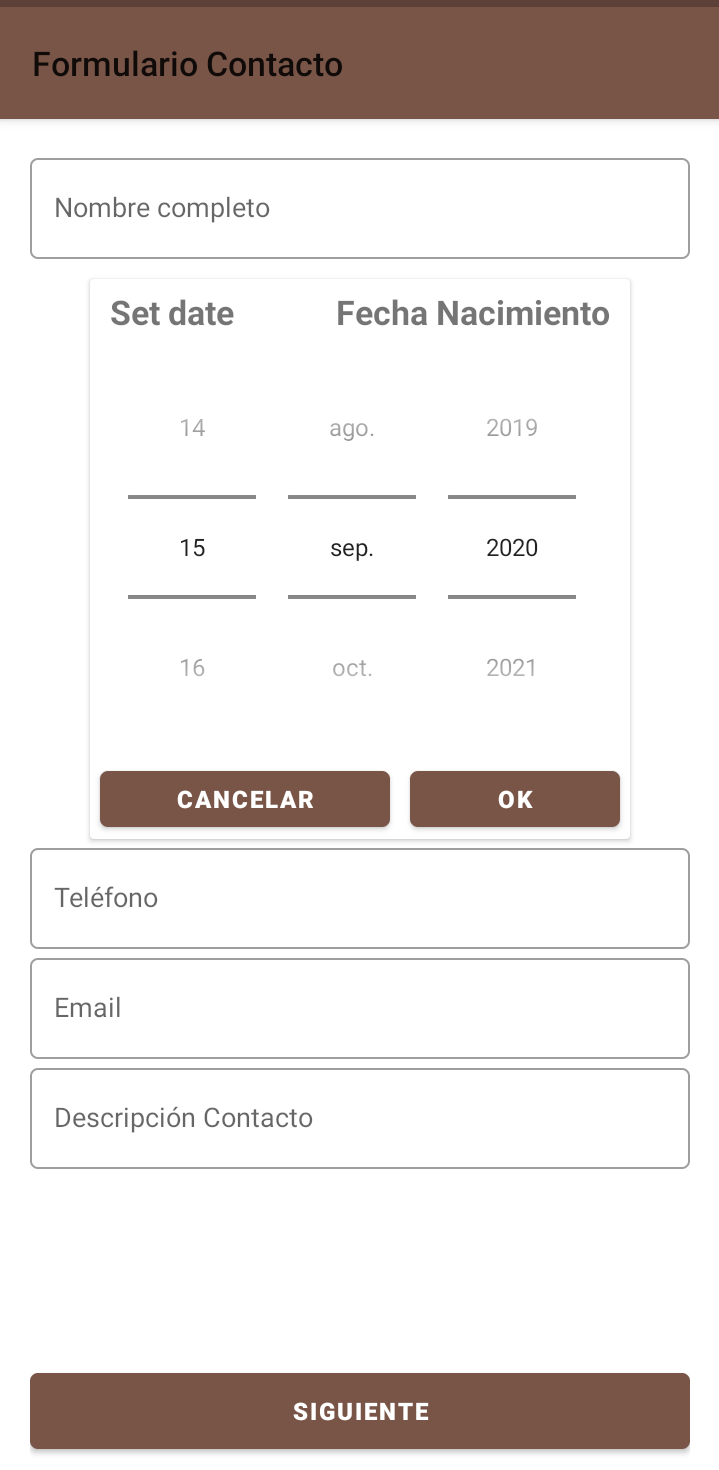 Formulario Contacto
Nombre completo
Set date Fecha Nacimiento
14 ago. 2019
15 sep. 2020
16 oct. 2021
CANCELAR OK
Teléfono
Email
Descripción Contacto
SIGUIENTE